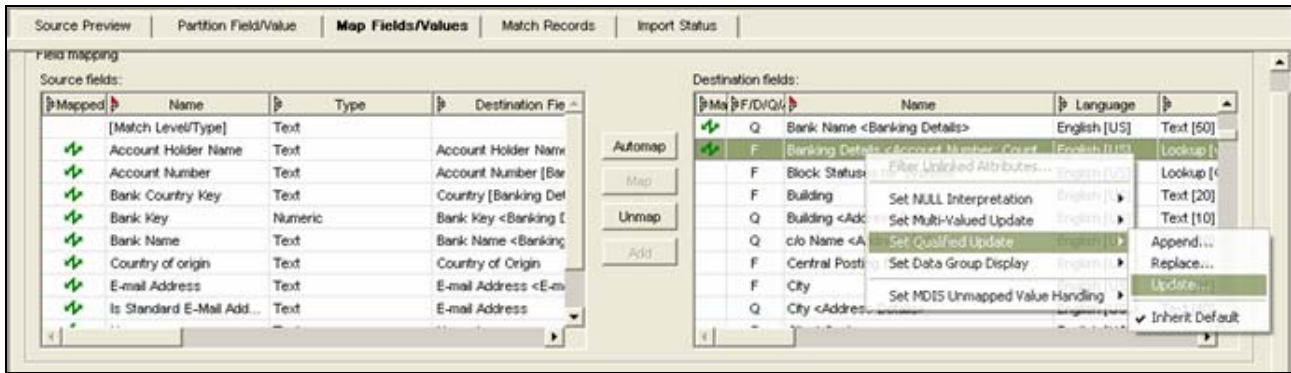 Source Preview Partition Field/Value Map Fields/Values Match Records Import Status
Field mapping
Source fields:
Mapped Name Type Destination Fie
[Match Level/Type] Text
Account Holder Name Text Account Holder Name
Account Number Text Account Number [Ban
Bank Country Key Text Country [Banking Det
Bank Key Numeric Bank Key <Banking D
Bank Name Text Bank Name <Banking
Country of origin Text Country of Origin
E-mail Address Text E-mail Address <E-m
Is Standard E-Mail Add... Text E-mail Address
Automap
Map
Unmap
Add
Destination fields:
Ma F/D/Q/ Name Language
Q Bank Name <Banking Details> English [US] Text [60]
F Banking Details <Account Number, Count English [US] Lookup [
F Block Status Lookup [
F Building Text [20]
Q Building <Add Text [10]
Q c/o Name <A
F Central Posti
F City
Q City <Address
Filter Unlinked Attributes...
Set NULL Interpretation
Set Multi-Valued Update
Set Qualified Update
Set Data Group Display
Set MDIS Unmapped Value Handling
Append...
Replace...
Update...
Inherit Default